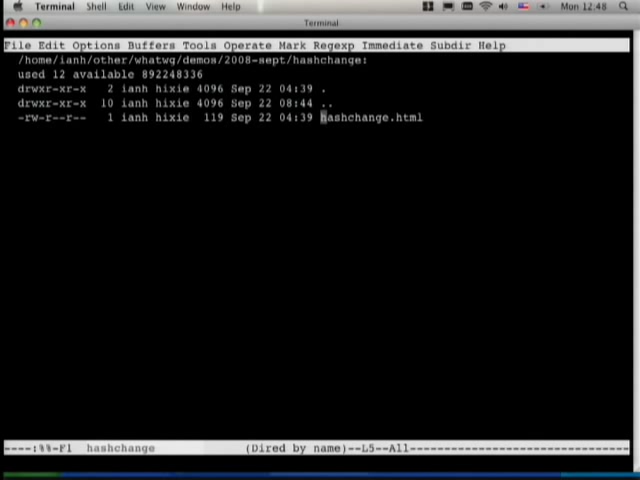 Terminal Shell Edit View Window Help Mon 12:48
Terminal
File Edit Options Buffers Tools Operate Mark Regexp Immediate Subdir Help
/home/ianh/other/whatwg/demos/2008-sept/hashchange:
used 12 available 892248336
drwxr-xr-x 2 ianh hixie 4096 Sep 22 04:39 .
drwxr-xr-x 10 ianh hixie 4096 Sep 22 08:44 ..
-rw-r--r-- 1 ianh hixie 119 Sep 22 04:39 hashchange.html
----:%%-F1 hashchange (Dired by name)--L5--All--------------------------------